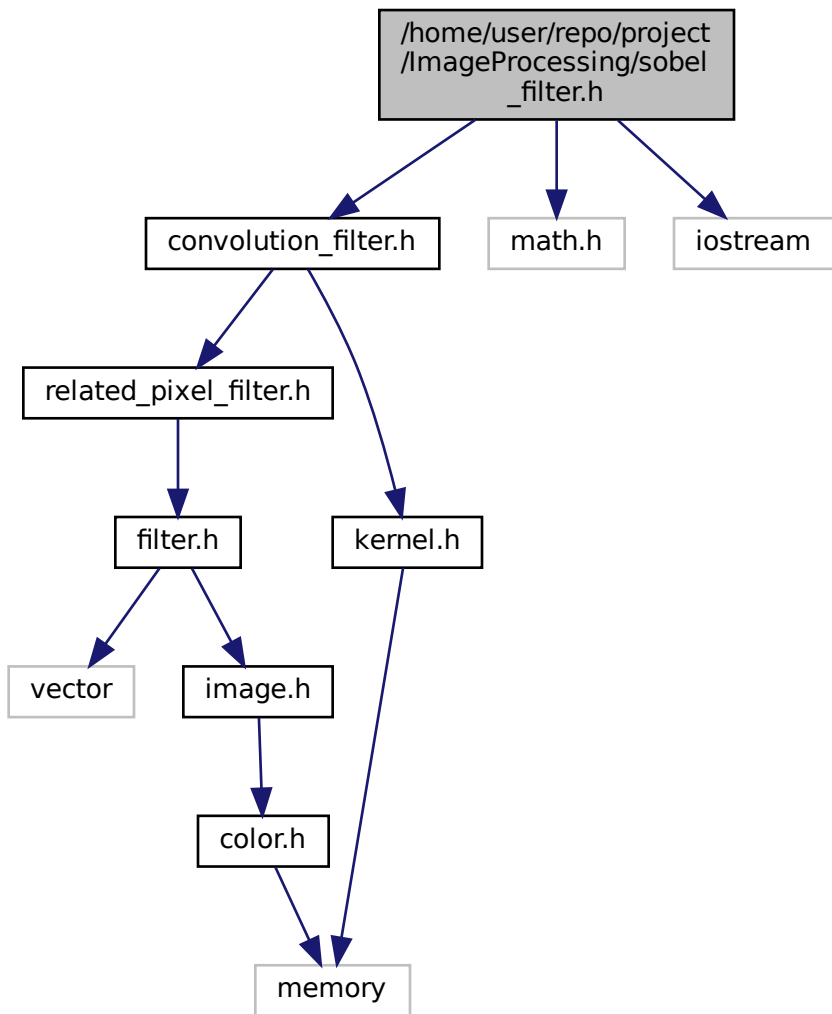 /home/user/repo/project
/ImageProcessing/sobel
_filter.h
convolution_filter.h
math.h
iostream
related_pixel_filter.h
filter.h
kernel.h
vector
image.h
color.h
memory